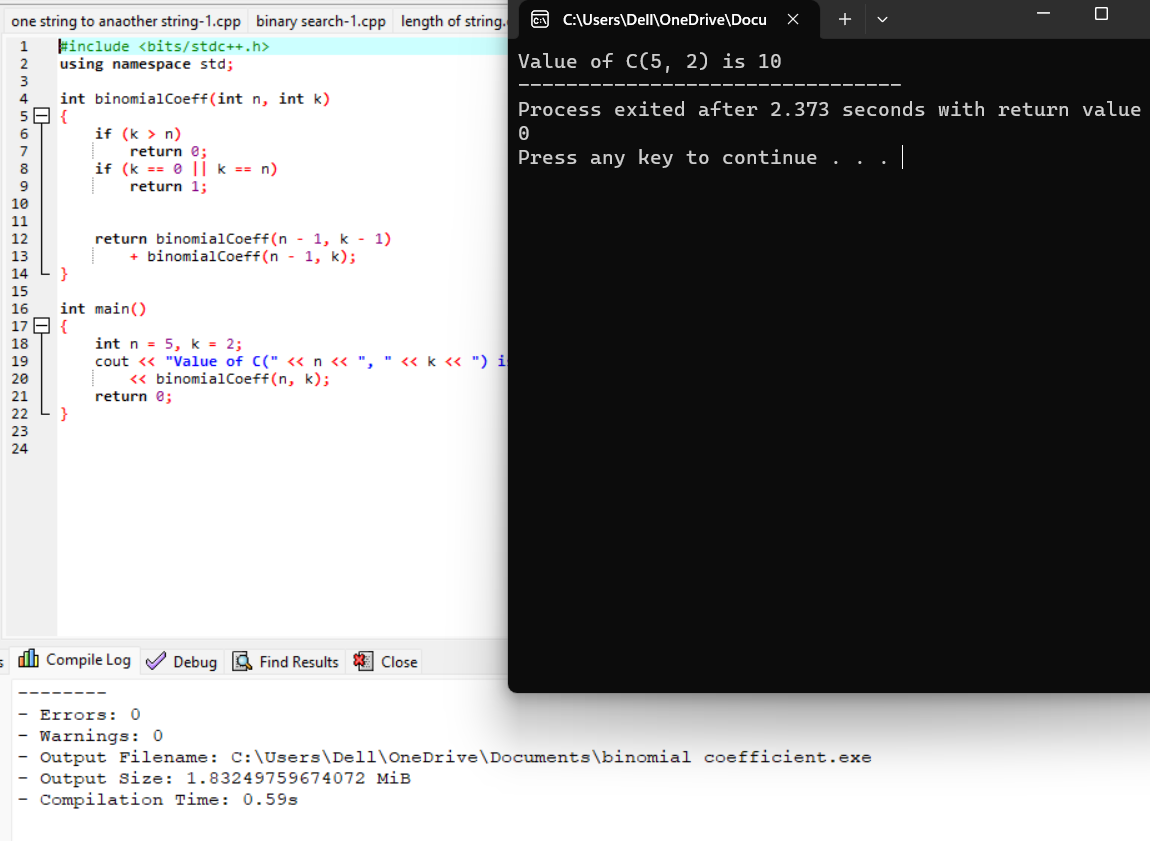 one string to anaother string-1.cpp binary search-1.cpp length of string.
1 #include <bits/stdc++.h>
2 using namespace std;
3
4 int binomialCoeff(int n, int k)
5 {
6 if (k > n)
7 return 0;
8 if (k == 0 || k == n)
9 return 1;
10
11
12 return binomialCoeff(n - 1, k - 1)
13 + binomialCoeff(n - 1, k);
14 }
15
16 int main()
17 {
18 int n = 5, k = 2;
19 cout << "Value of C(" << n << ", " << k << ") i
20 << binomialCoeff(n, k);
21 return 0;
22 }
23
24
C:\Users\Dell\OneDrive\Docu
Value of C(5, 2) is 10
--------------------------------
Process exited after 2.373 seconds with return value
0
Press any key to continue . . .
s Compile Log Debug Find Results Close
--------
- Errors: 0
- Warnings: 0
- Output Filename: C:\Users\Dell\OneDrive\Documents\binomial coefficient.exe
- Output Size: 1.83249759674072 MiB
- Compilation Time: 0.59s